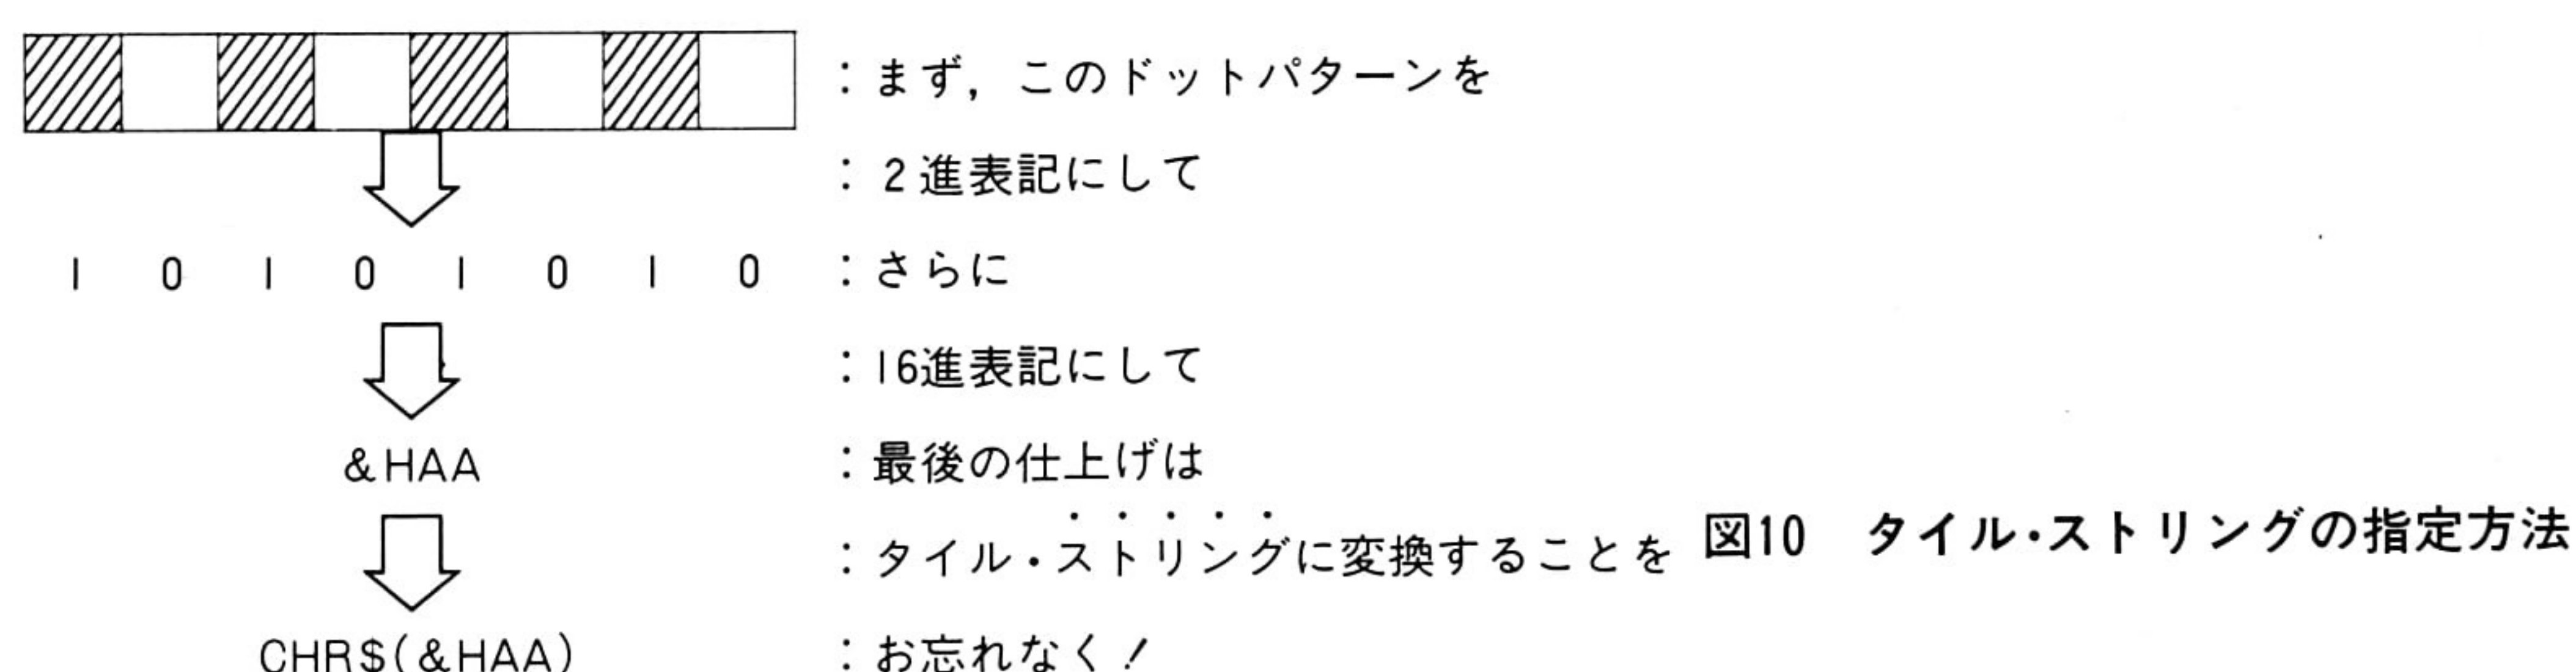 ：まず，このドットパターンを
：2進表記にして
1 0 1 0 1 0 1 0 ：さらに
：16進表記にして
&HAA ：最後の仕上げは
：タイル・ストリングに変換することを
CHR$(&HAA) ：お忘れなく！
図10 タイル・ストリングの指定方法